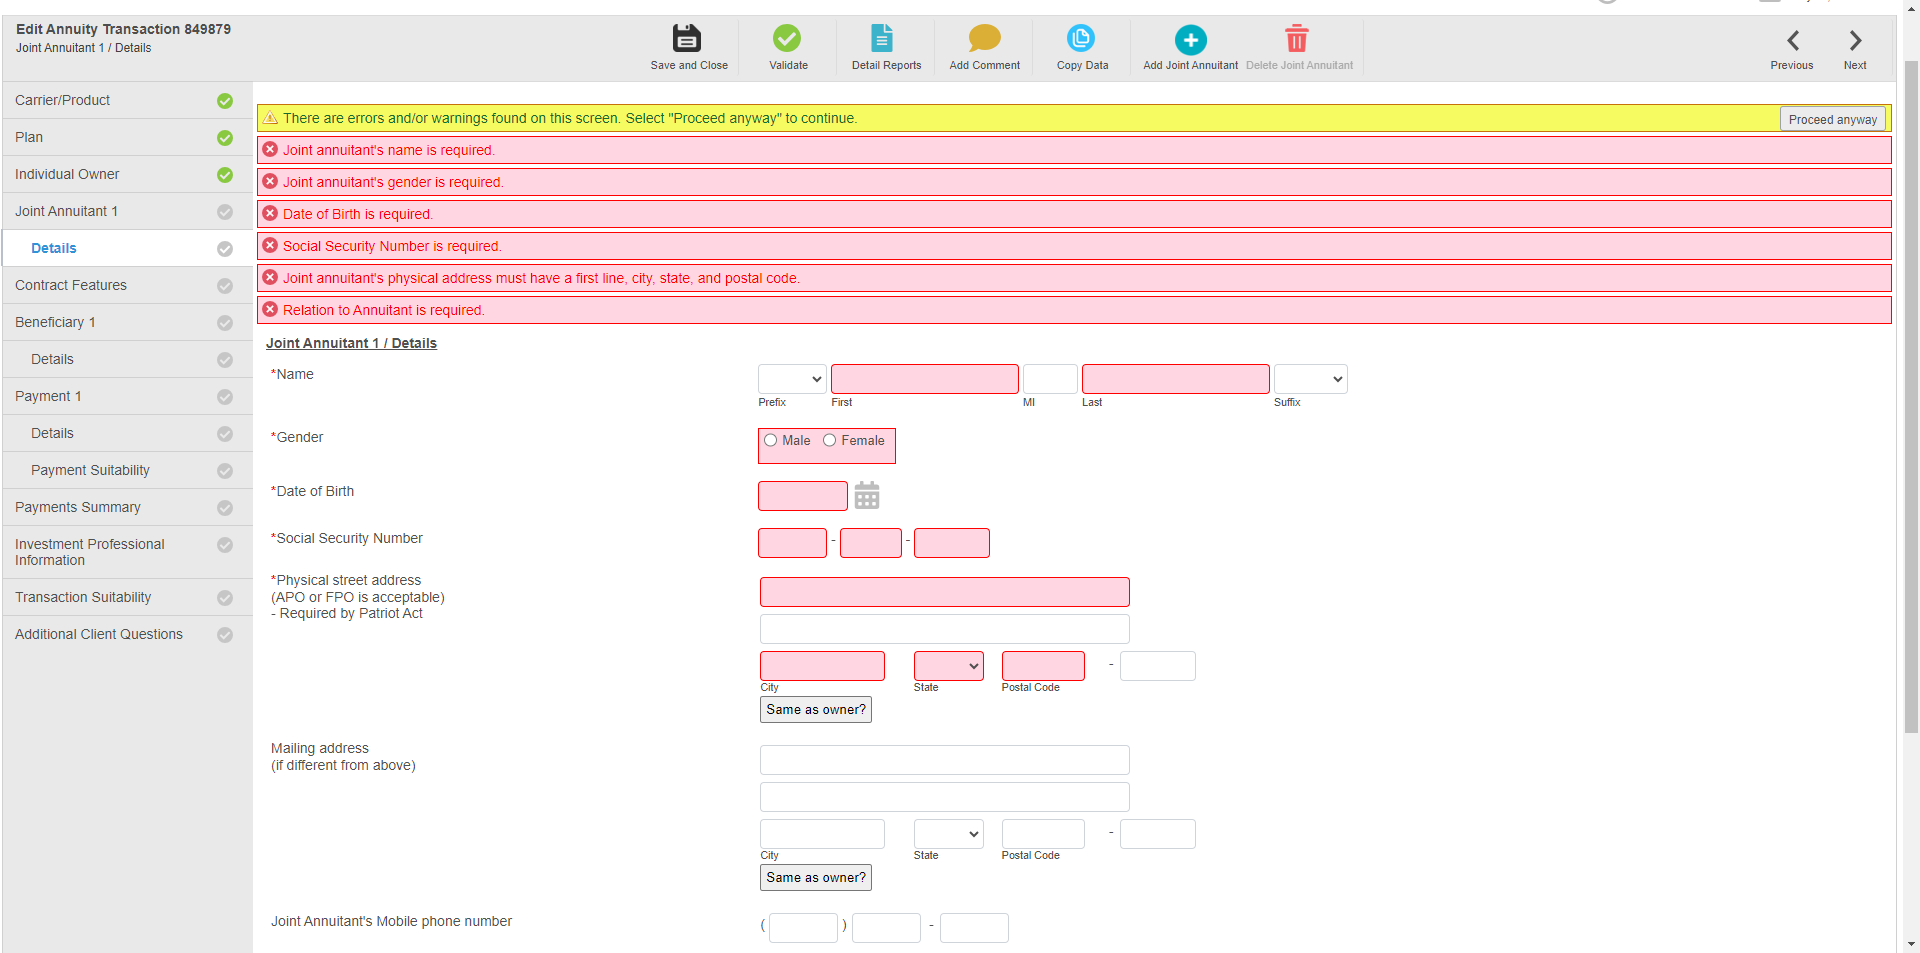 Edit Annuity Transaction 849879
Joint Annuitant 1 / Details
Save and Close
Validate
Detail Reports
Add Comment
Copy Data
Add Joint Annuitant
Delete Joint Annuitant
Previous
Next
Carrier/Product
Plan
Individual Owner
Joint Annuitant 1
Details
Contract Features
Beneficiary 1
Details
Payment 1
Details
Payment Suitability
Payments Summary
Investment Professional
Information
Transaction Suitability
Additional Client Questions
There are errors and/or warnings found on this screen. Select "Proceed anyway" to continue.
Proceed anyway
Joint annuitant's name is required.
Joint annuitant's gender is required.
Date of Birth is required.
Social Security Number is required.
Joint annuitant's physical address must have a first line, city, state, and postal code.
Relation to Annuitant is required.
Joint Annuitant 1 / Details
*Name
Prefix First MI Last Suffix
*Gender
Male Female
*Date of Birth
*Social Security Number
- -
*Physical street address
(APO or FPO is acceptable)
- Required by Patriot Act
-
City State Postal Code
Same as owner?
Mailing address
(if different from above)
-
City State Postal Code
Same as owner?
Joint Annuitant's Mobile phone number
( ) -